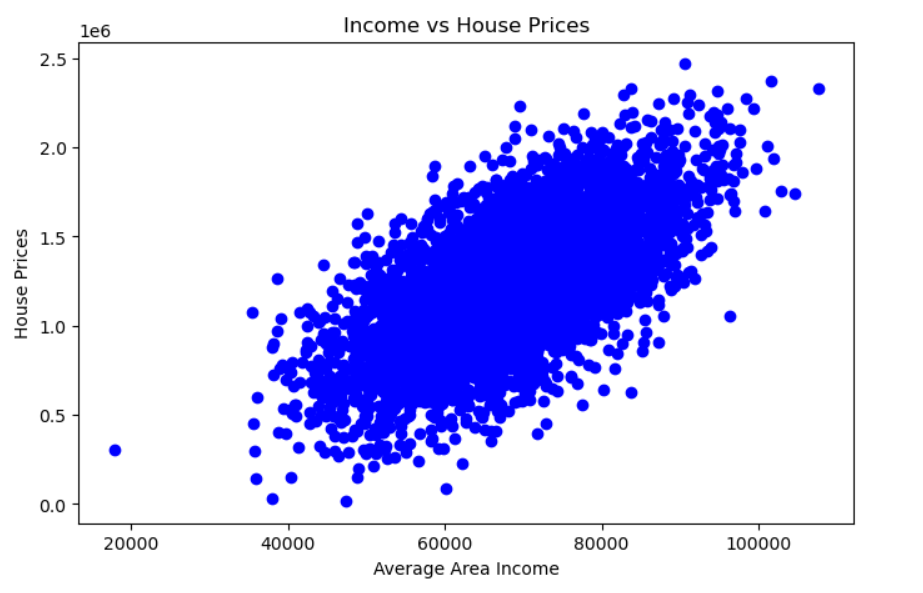 Income vs House Prices
1e6
2.5
2.0
1.5
1.0
0.5
0.0
House Prices
20000 40000 60000 80000 100000
Average Area Income